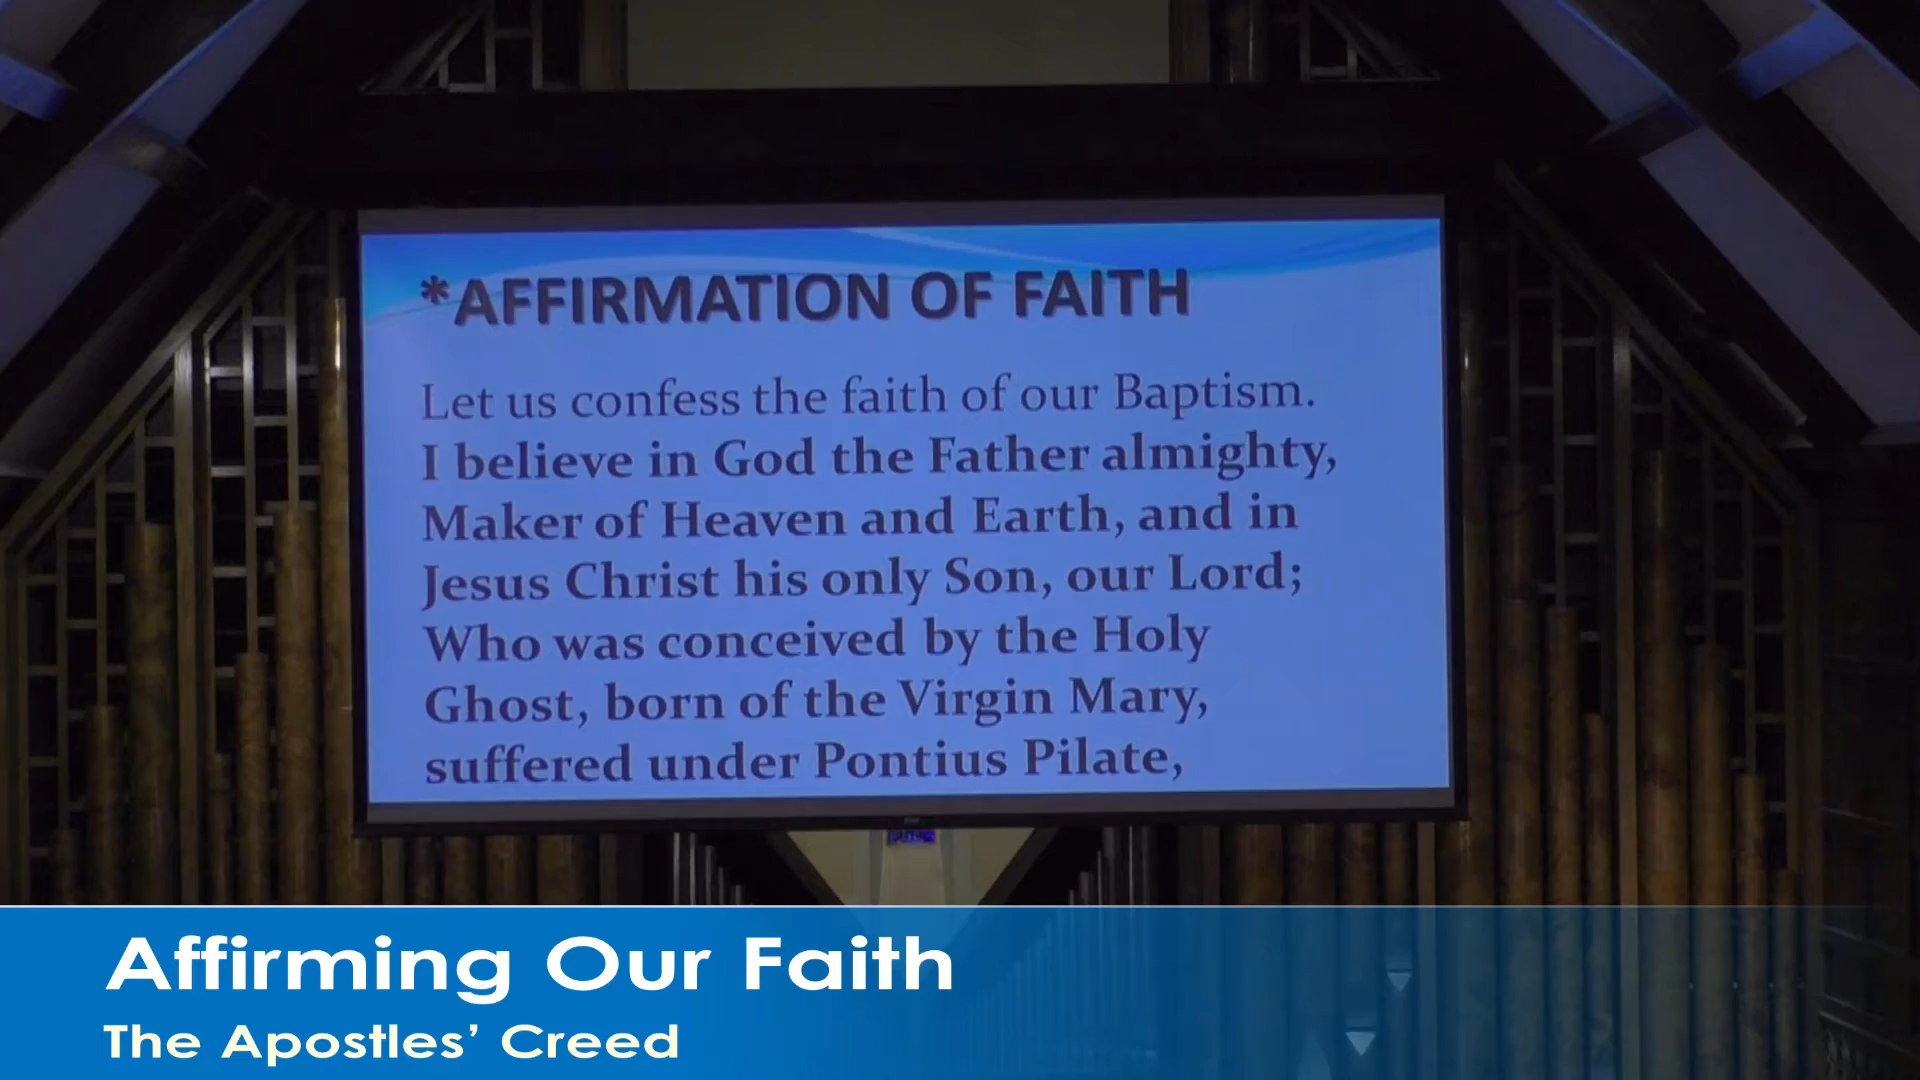 *AFFIRMATION OF FAITH
Let us confess the faith of our Baptism.
I believe in God the Father almighty,
Maker of Heaven and Earth, and in
Jesus Christ his only Son, our Lord;
Who was conceived by the Holy
Ghost, born of the Virgin Mary,
suffered under Pontius Pilate,
Affirming Our Faith
The Apostles’ Creed